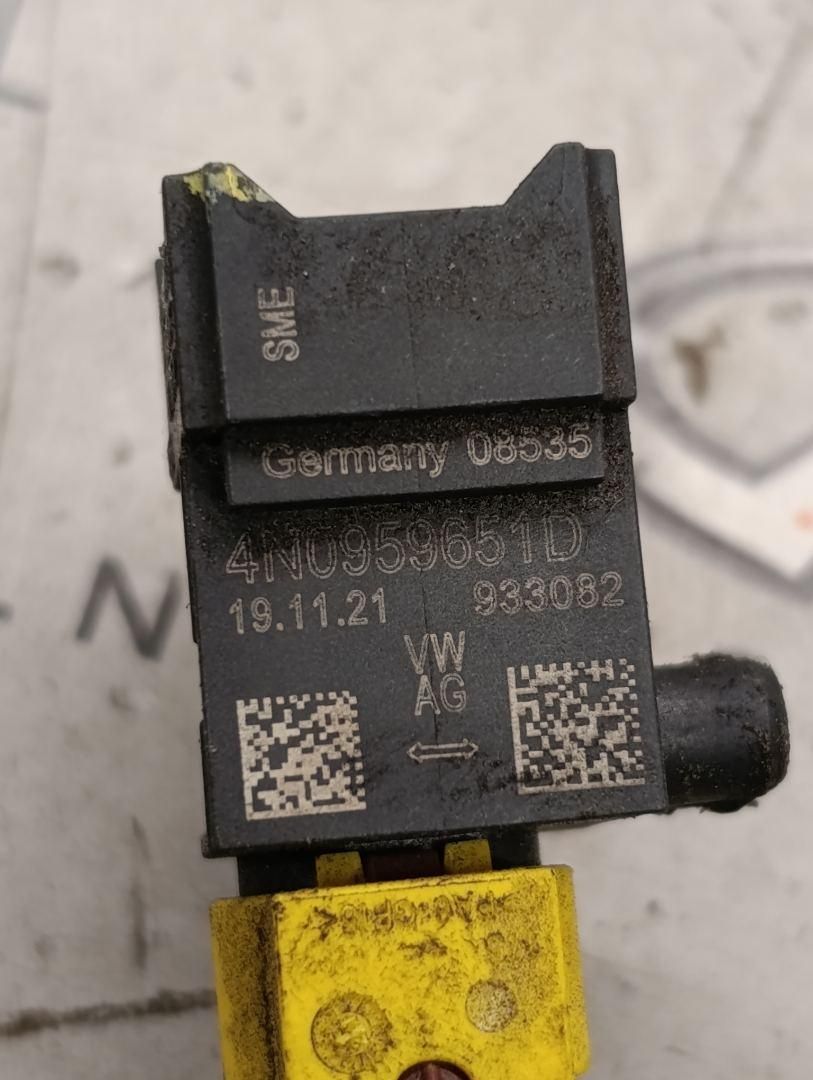 SME
Germany 08535
4N0959651D
19.11.21 933082
VW
AG